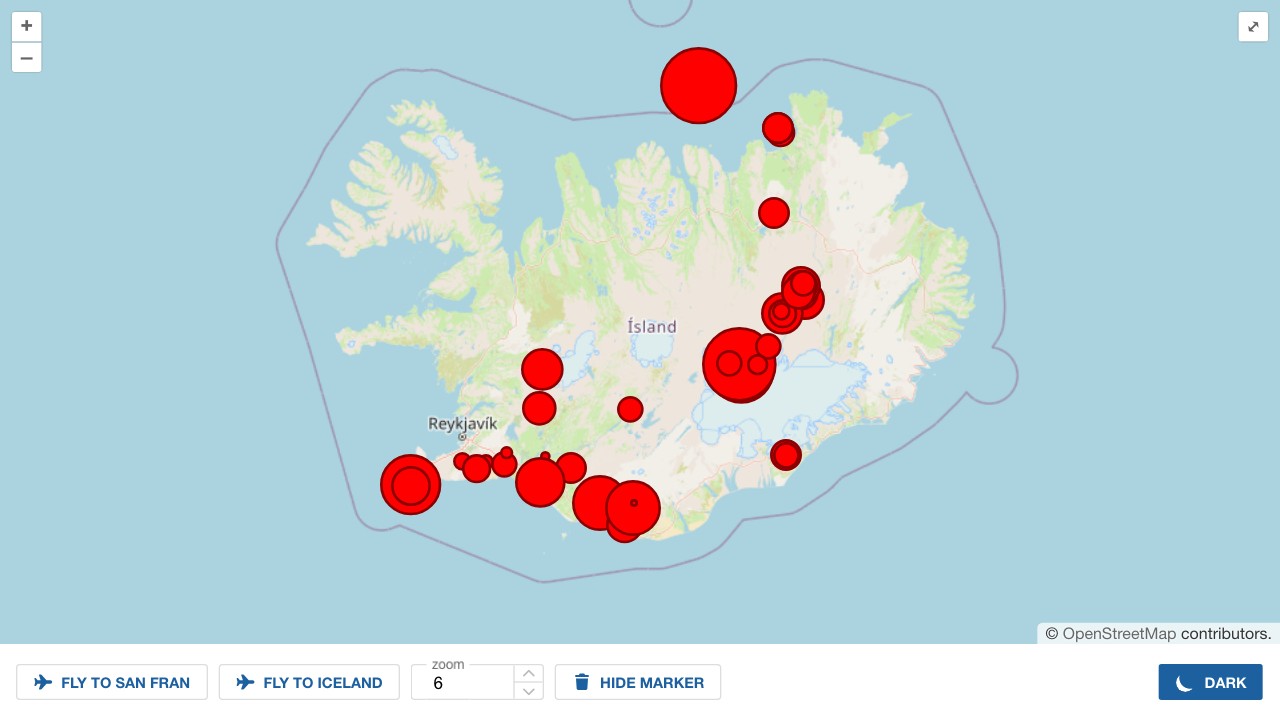 +
−
Ísland
Reykjavík
© OpenStreetMap contributors.
FLY TO SAN FRAN
FLY TO ICELAND
zoom
6
HIDE MARKER
DARK